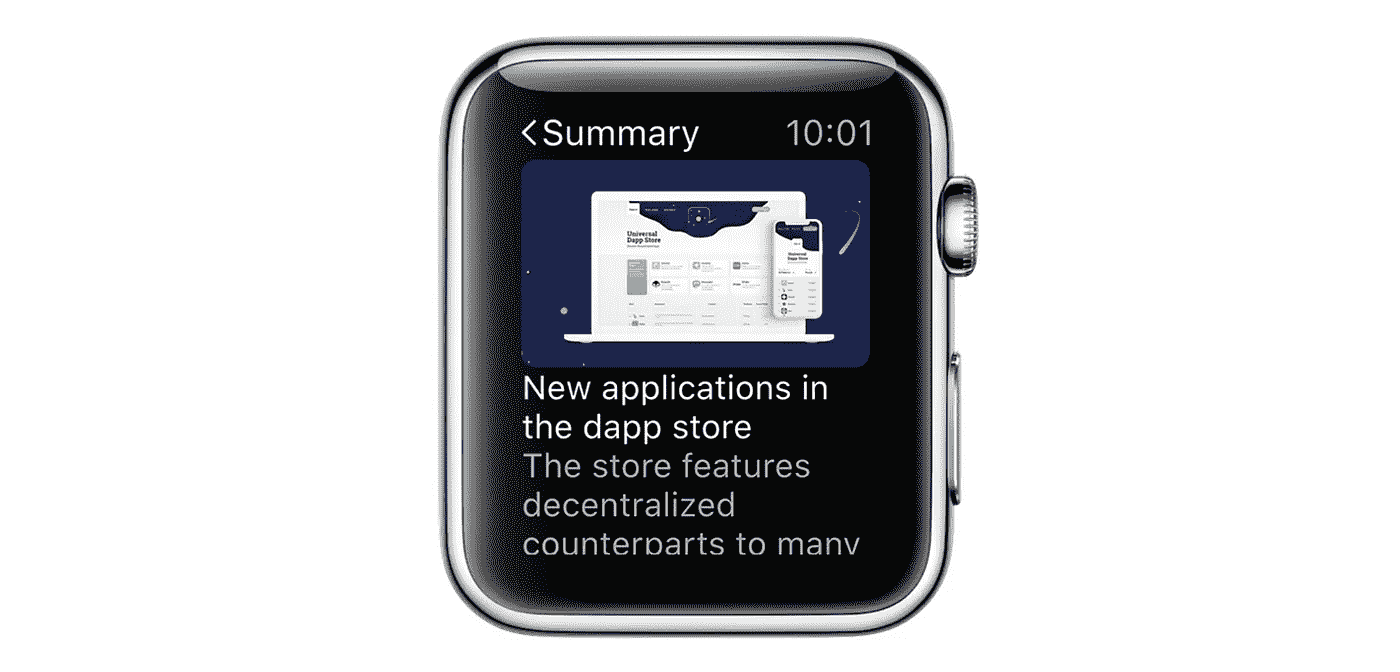 <Summary 10:01
Universal
Dapp Store
Universal
Dapp Store
New applications in
the dapp store
The store features
decentralized
counterparts to many